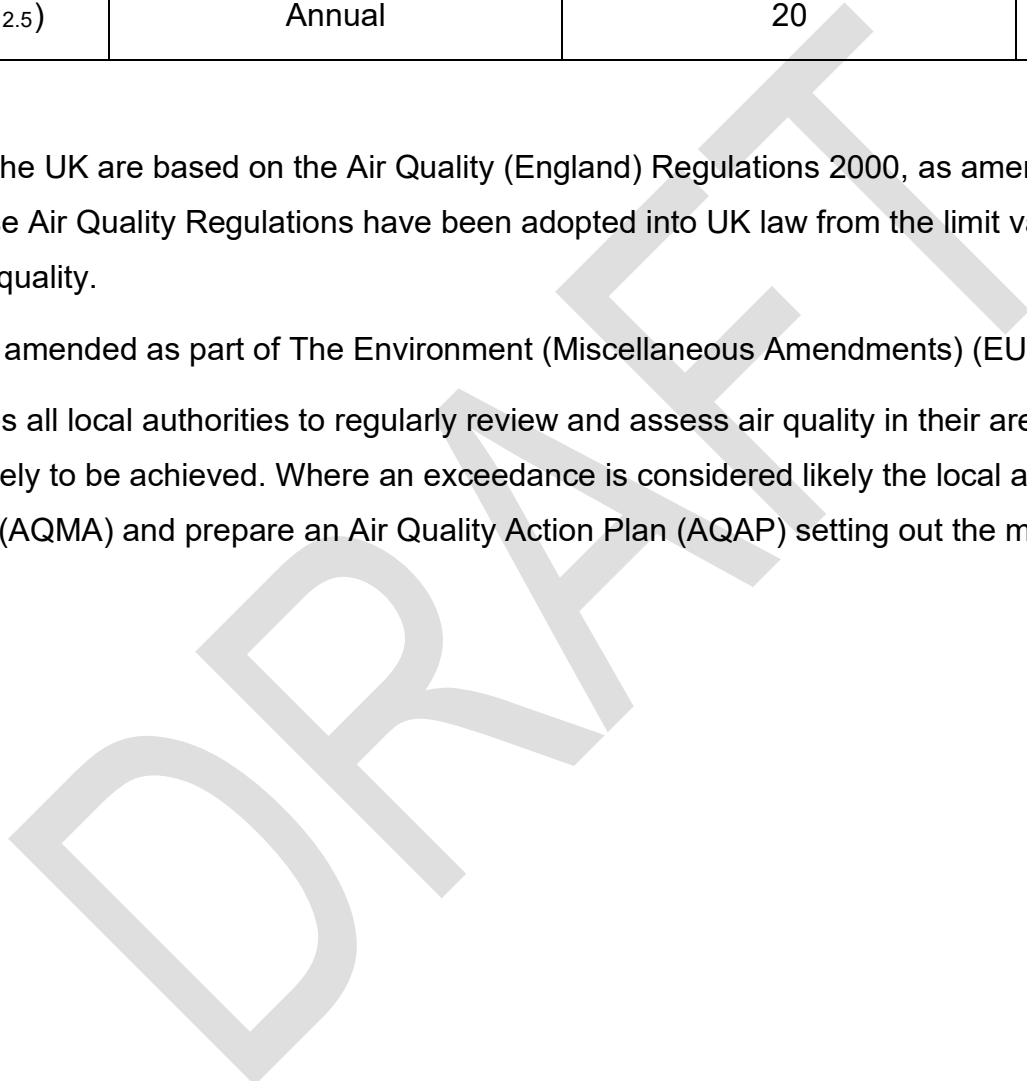 2.5) Annual 20
he UK are based on the Air Quality (England) Regulations 2000, as amen
e Air Quality Regulations have been adopted into UK law from the limit va
quality.
amended as part of The Environment (Miscellaneous Amendments) (EU
s all local authorities to regularly review and assess air quality in their are
ely to be achieved. Where an exceedance is considered likely the local a
(AQMA) and prepare an Air Quality Action Plan (AQAP) setting out the m
DRAFT